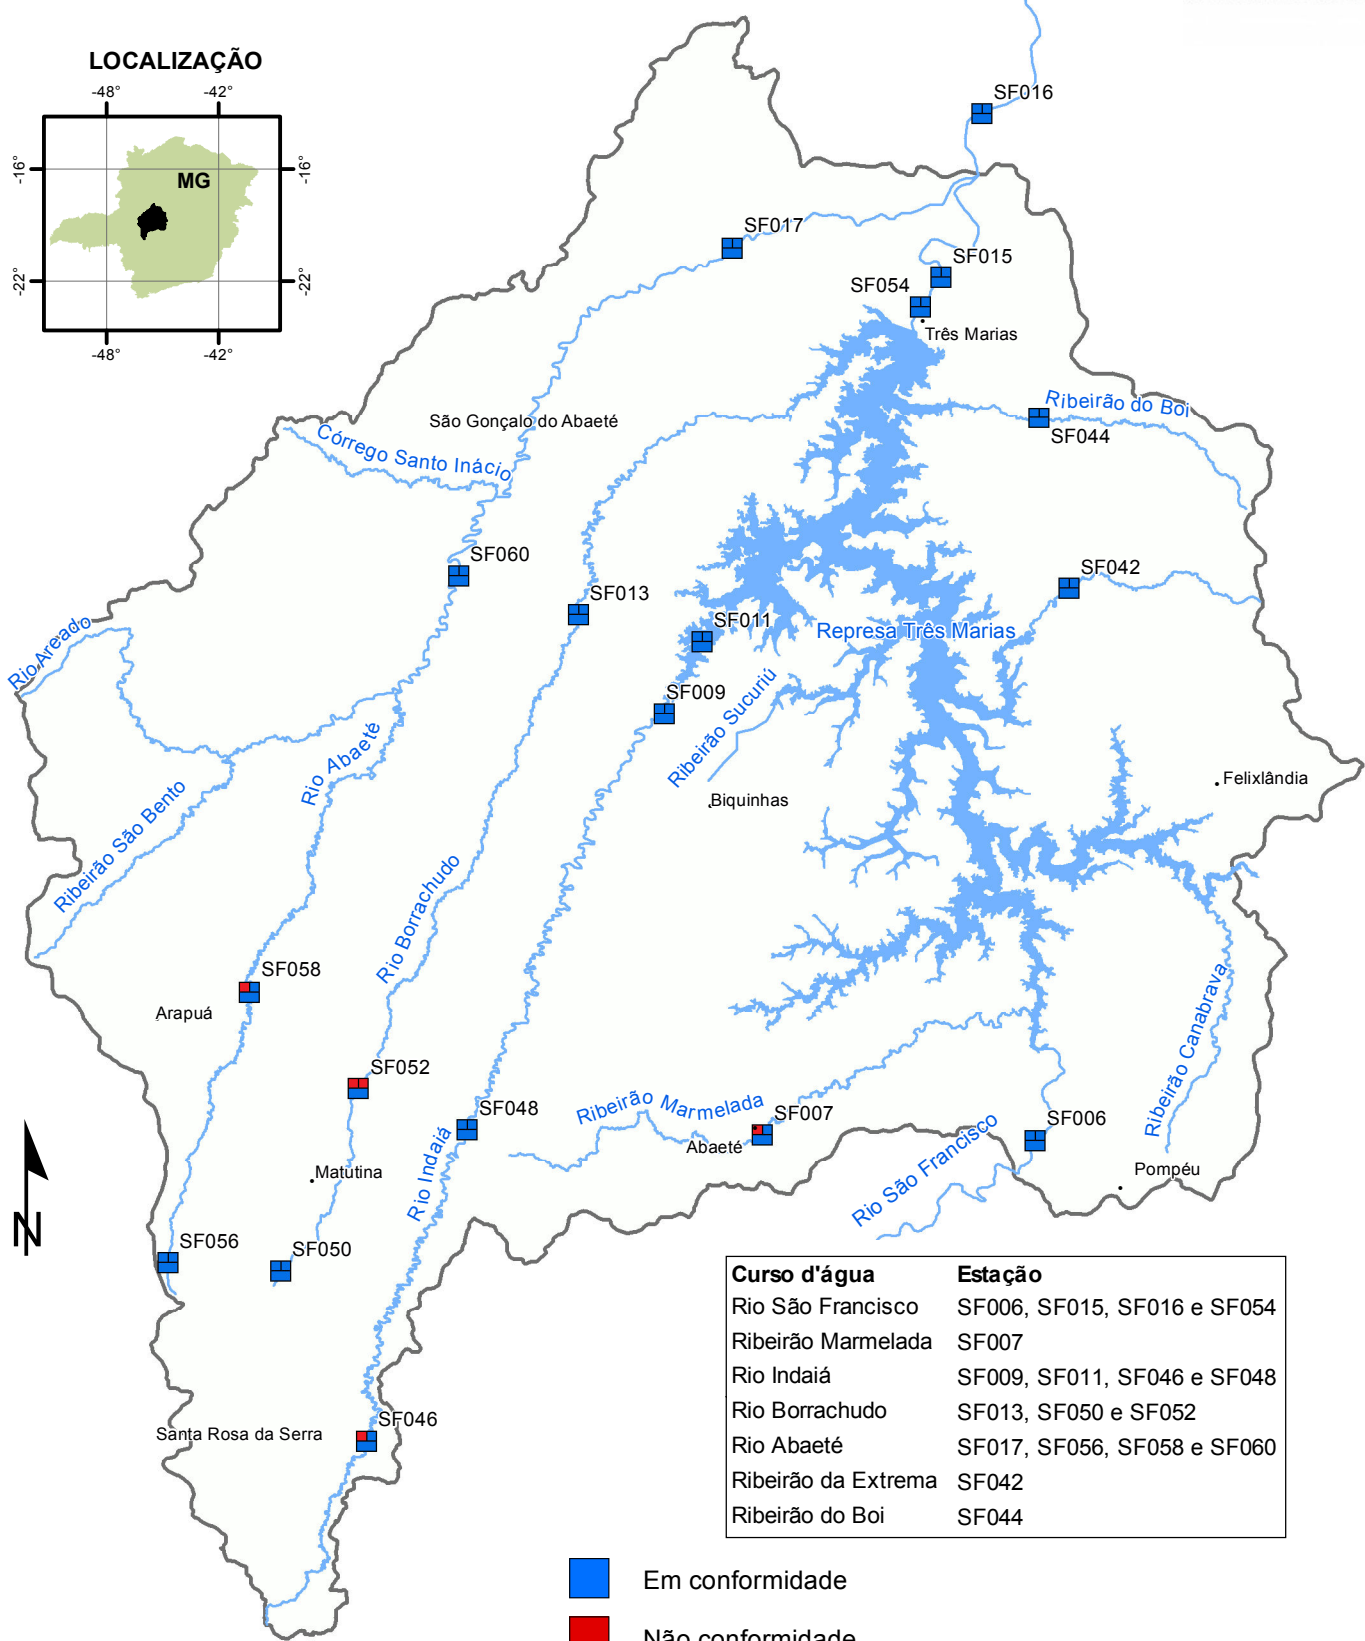 LOCALIZAÇÃO
-48° -42°
-16° -16°
MG
-22° -22°
-48° -42°
SF016
SF017
SF015
SF054
Três Marias
Ribeirão do Boi
São Gonçalo do Abaeté
SF044
Córrego Santo Inácio
SF060
SF042
SF013
SF011
Represa Três Marias
Rio Areado
SF009
Ribeirão Sucuriú
Rio Abaeté
Felixlândia
Biquinhas
Ribeirão São Bento
Rio Borrachudo
SF058
Arapuá
Ribeirão Canabrava
SF052
SF048
Ribeirão Marmelada
SF007
SF006
Abaeté
Rio São Francisco
Rio Indaiá
Matutina
Pompéu
N
SF056
SF050
Curso d'água Estação
Rio São Francisco SF006, SF015, SF016 e SF054
Ribeirão Marmelada SF007
Rio Indaiá SF009, SF011, SF046 e SF048
Rio Borrachudo SF013, SF050 e SF052
Rio Abaeté SF017, SF056, SF058 e SF060
Ribeirão da Extrema SF042
Ribeirão do Boi SF044
SF046
Santa Rosa da Serra
Em conformidade
Não conformidade